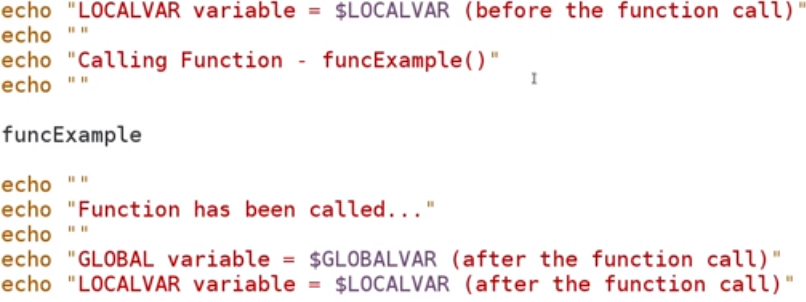 echo "LOCALVAR variable = $LOCALVAR (before the function call)"
echo ""
echo "Calling Function - funcExample()"
echo ""
funcExample
echo ""
echo "Function has been called..."
echo ""
echo "GLOBAL variable = $GLOBALVAR (after the function call)"
echo "LOCALVAR variable = $LOCALVAR (after the function call)"